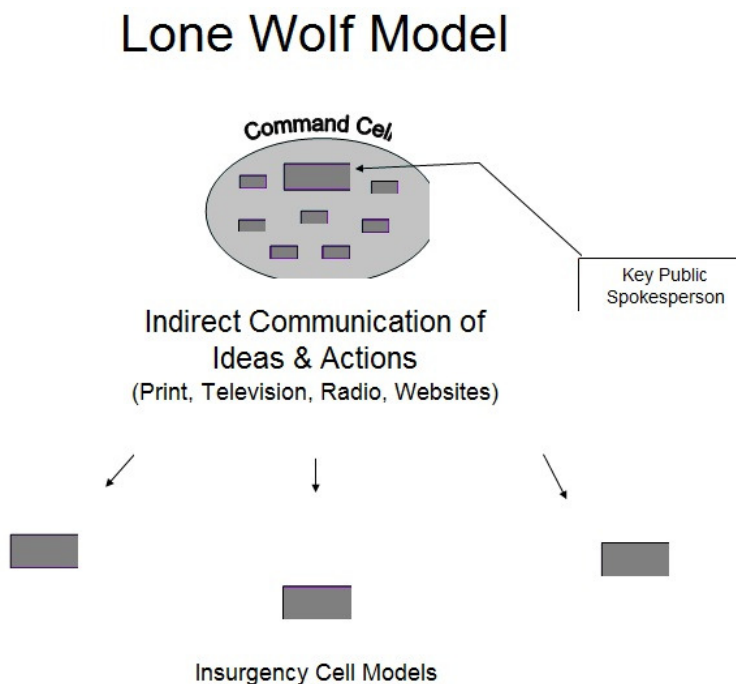 Lone Wolf Model
Command Cell
Key Public
Spokesperson
Indirect Communication of
Ideas & Actions
(Print, Television, Radio, Websites)
Insurgency Cell Models